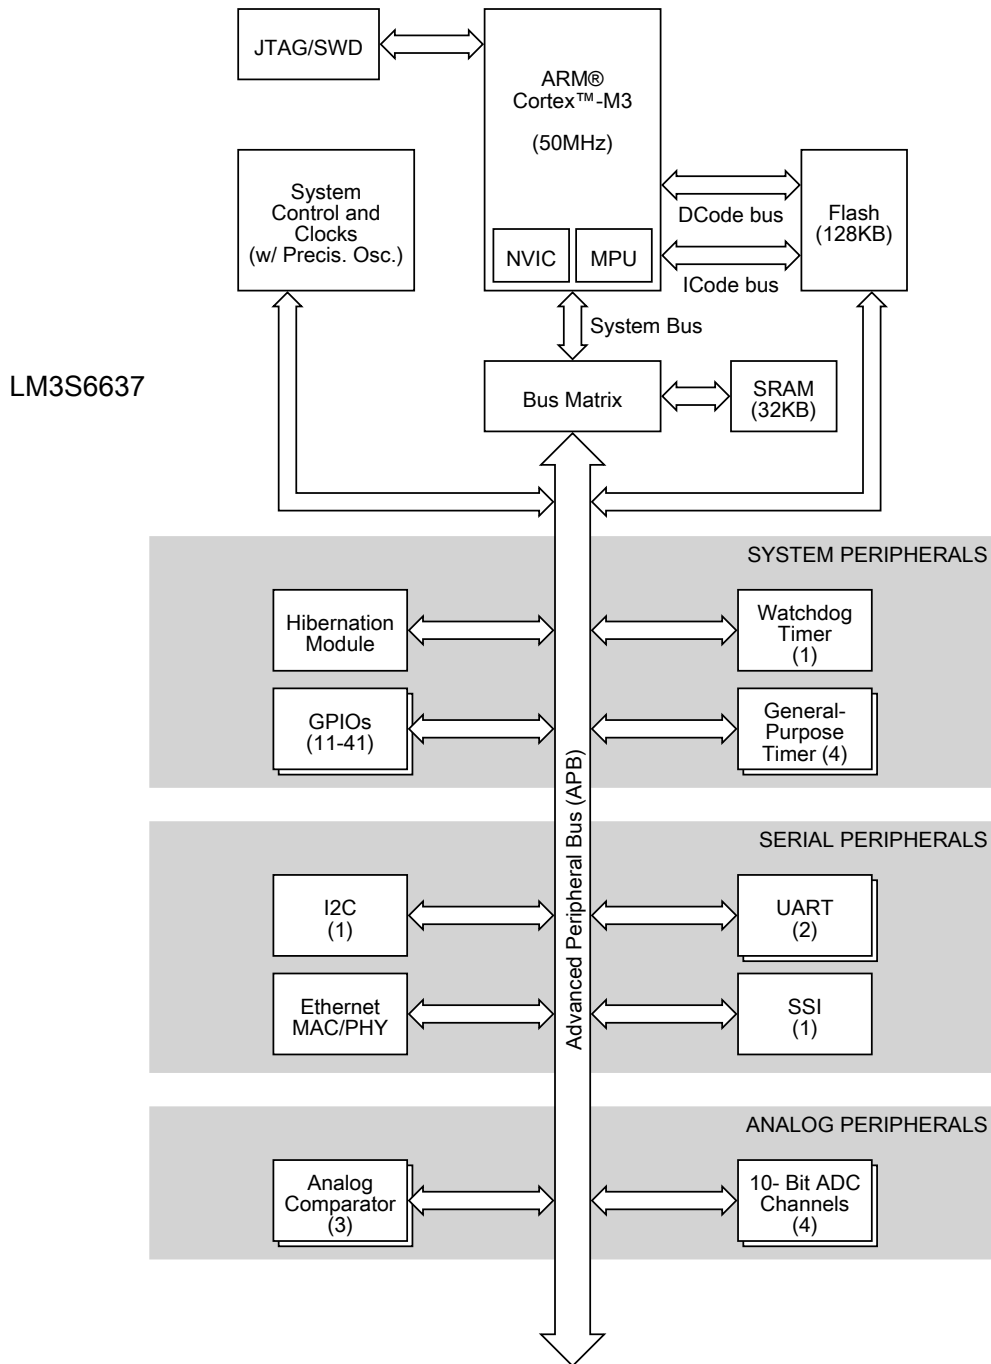 JTAG/SWD
ARM®
Cortex™-M3
(50MHz)
NVIC
MPU
System
Control and
Clocks
(w/ Precis. Osc.)
DCode bus
ICode bus
Flash
(128KB)
System Bus
LM3S6637
Bus Matrix
SRAM
(32KB)
SYSTEM PERIPHERALS
Hibernation
Module
Watchdog
Timer
(1)
GPIOs
(11-41)
General-
Purpose
Timer (4)
Advanced Peripheral Bus (APB)
SERIAL PERIPHERALS
I2C
(1)
UART
(2)
Ethernet
MAC/PHY
SSI
(1)
ANALOG PERIPHERALS
Analog
Comparator
(3)
10- Bit ADC
Channels
(4)